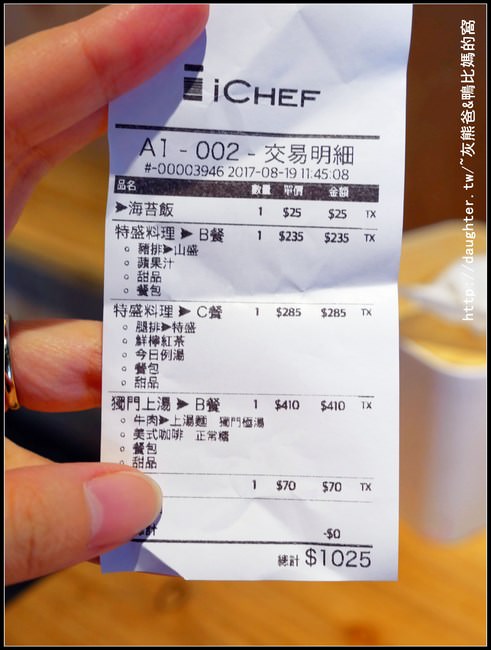 iCHEF
A1 - 002 - 交易明細
#-00003946 2017-08-19 11:45:08
品名 數量 單價 金額
➤海苔飯 1 $25 $25 TX
特盛料理 ➤ B餐 1 $235 $235 TX
豬排➤山盛
蘋果汁
甜品
餐包
特盛料理 ➤ C餐 1 $285 $285 TX
腿排➤特盛
鮮檸紅茶
今日例湯
餐包
甜品
獨門上湯 ➤ B餐 1 $410 $410 TX
牛肉➤上湯麵 獨門極湯
美式咖啡 正常糖
餐包
甜品
1 $70 $70 TX
計 -$0
總計 $1025
http://daughter.tw/~灰熊爸&鴨比媽的窩